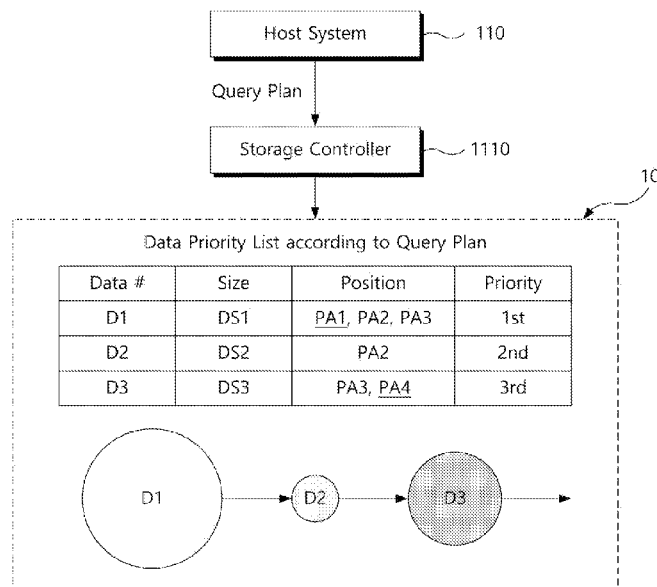 Host System 110
Query Plan
Storage Controller 1110
10
Data Priority List according to Query Plan
Data # Size Position Priority
D1 DS1 PA1, PA2, PA3 1st
D2 DS2 PA2 2nd
D3 DS3 PA3, PA4 3rd
D1 D2 D3